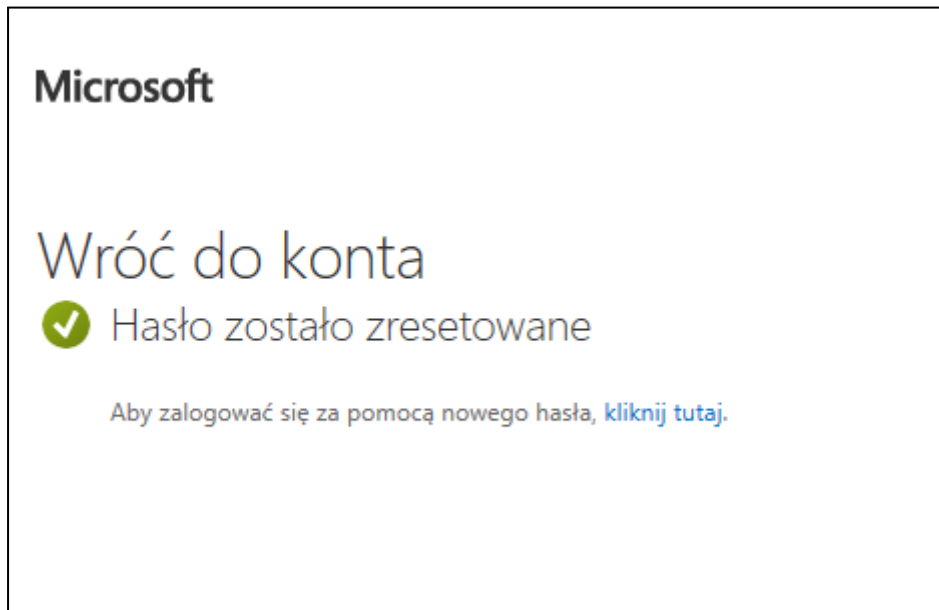 Microsoft
Wróć do konta
Hasło zostało zresetowane
Aby zalogować się za pomocą nowego hasła, kliknij tutaj.